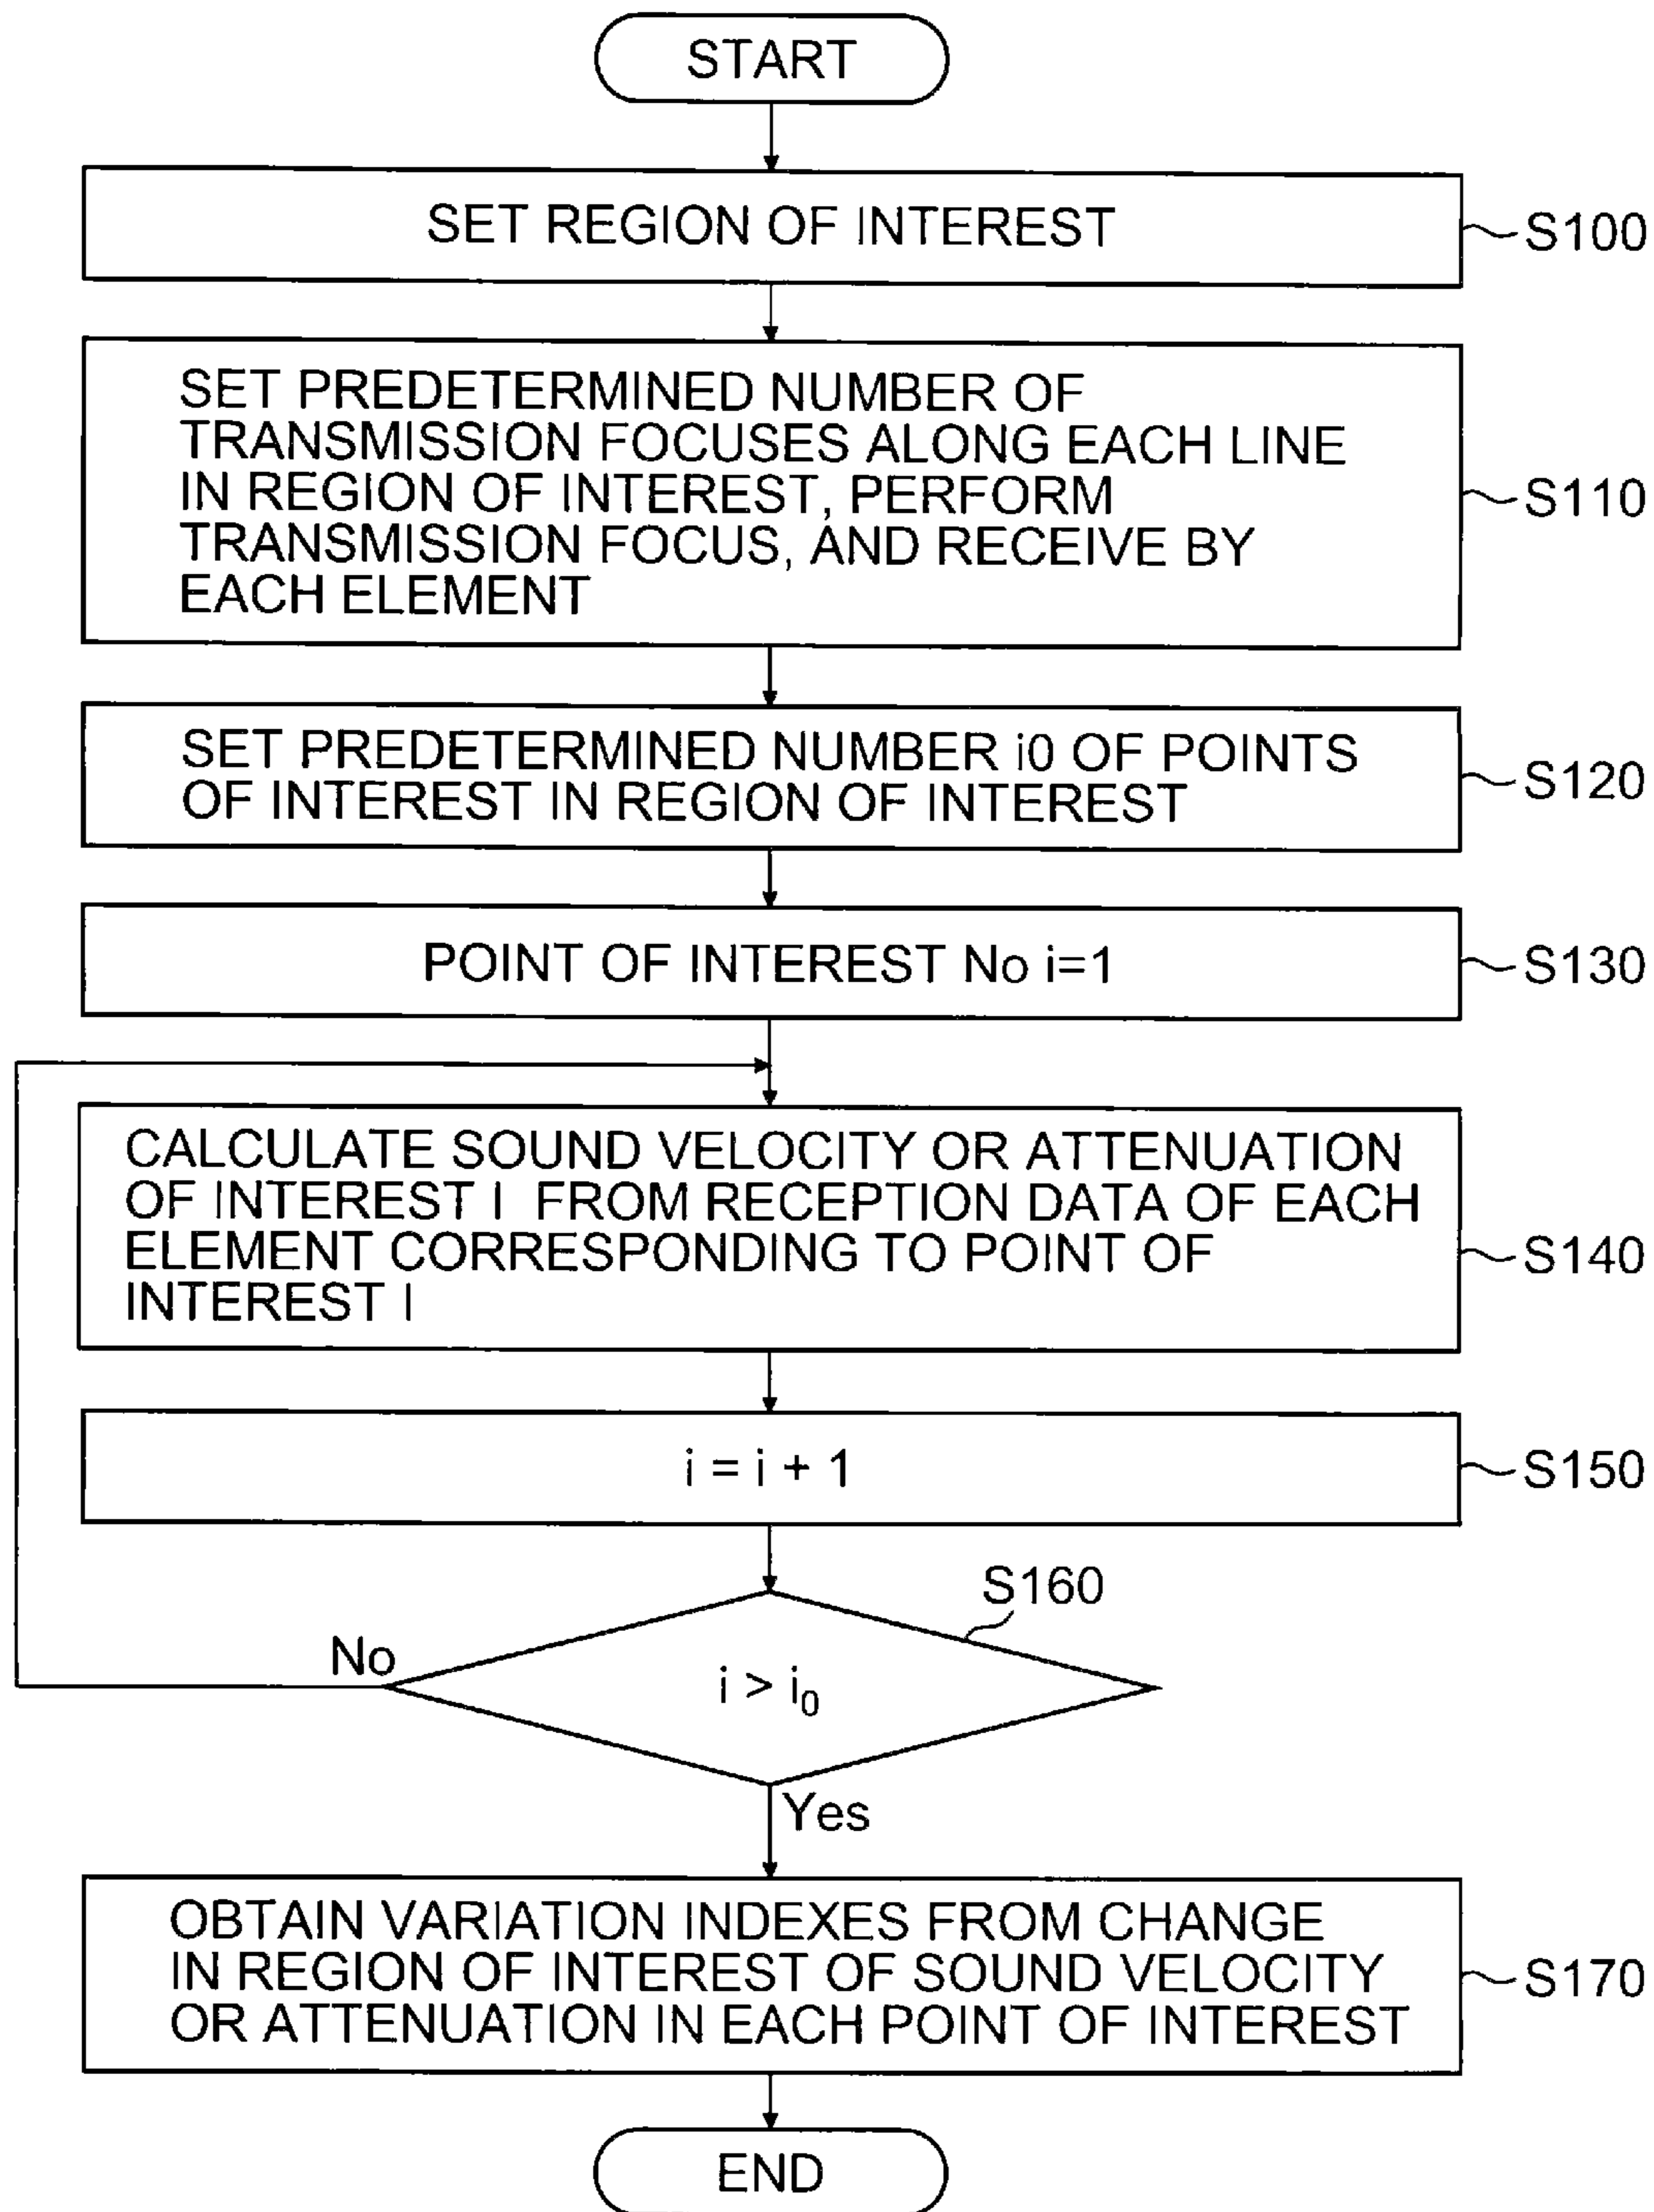 START
SET REGION OF INTEREST
S100
SET PREDETERMINED NUMBER OF
TRANSMISSION FOCUSES ALONG EACH LINE
IN REGION OF INTEREST, PERFORM
TRANSMISSION FOCUS, AND RECEIVE BY
EACH ELEMENT
S110
SET PREDETERMINED NUMBER i0 OF POINTS
OF INTEREST IN REGION OF INTEREST
S120
POINT OF INTEREST No i=1
S130
CALCULATE SOUND VELOCITY OR ATTENUATION
OF INTEREST I FROM RECEPTION DATA OF EACH
ELEMENT CORRESPONDING TO POINT OF
INTEREST I
S140
i = i + 1
S150
S160
No
i > i₀
Yes
OBTAIN VARIATION INDEXES FROM CHANGE
IN REGION OF INTEREST OF SOUND VELOCITY
OR ATTENUATION IN EACH POINT OF INTEREST
S170
END